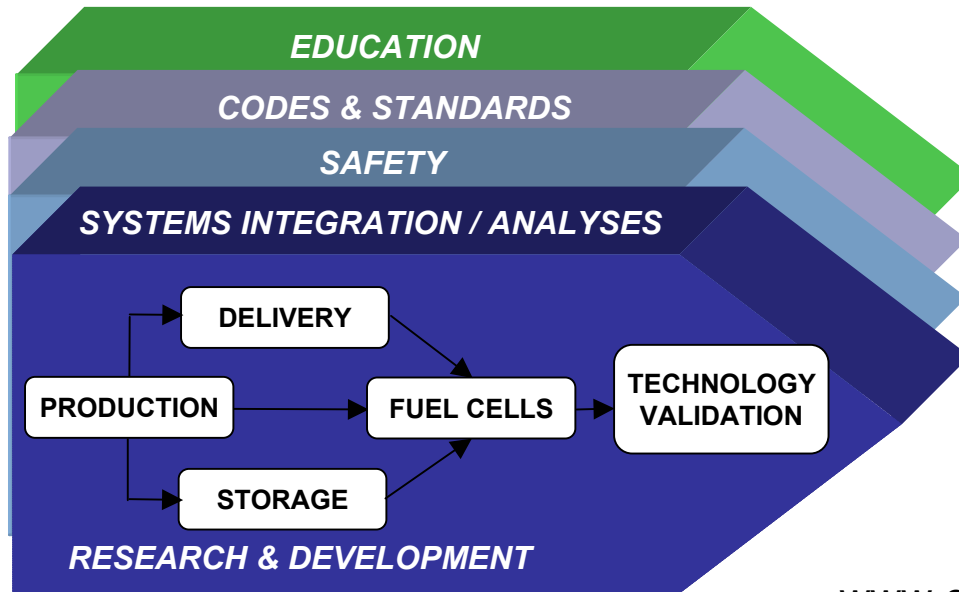 EDUCATION
CODES & STANDARDS
SAFETY
SYSTEMS INTEGRATION / ANALYSES
DELIVERY
PRODUCTION
FUEL CELLS
TECHNOLOGY
VALIDATION
STORAGE
RESEARCH & DEVELOPMENT